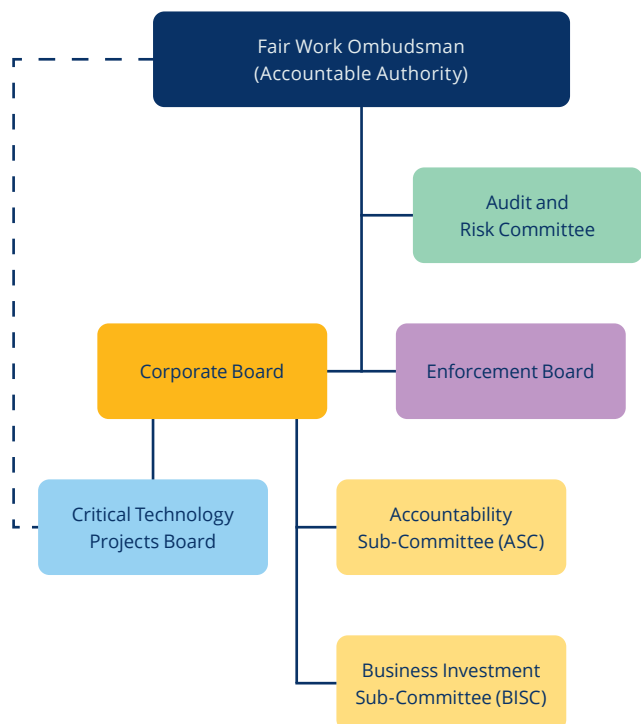 Fair Work Ombudsman
(Accountable Authority)
Audit and
Risk Committee
Corporate Board
Enforcement Board
Critical Technology
Projects Board
Accountability
Sub-Committee (ASC)
Business Investment
Sub-Committee (BISC)